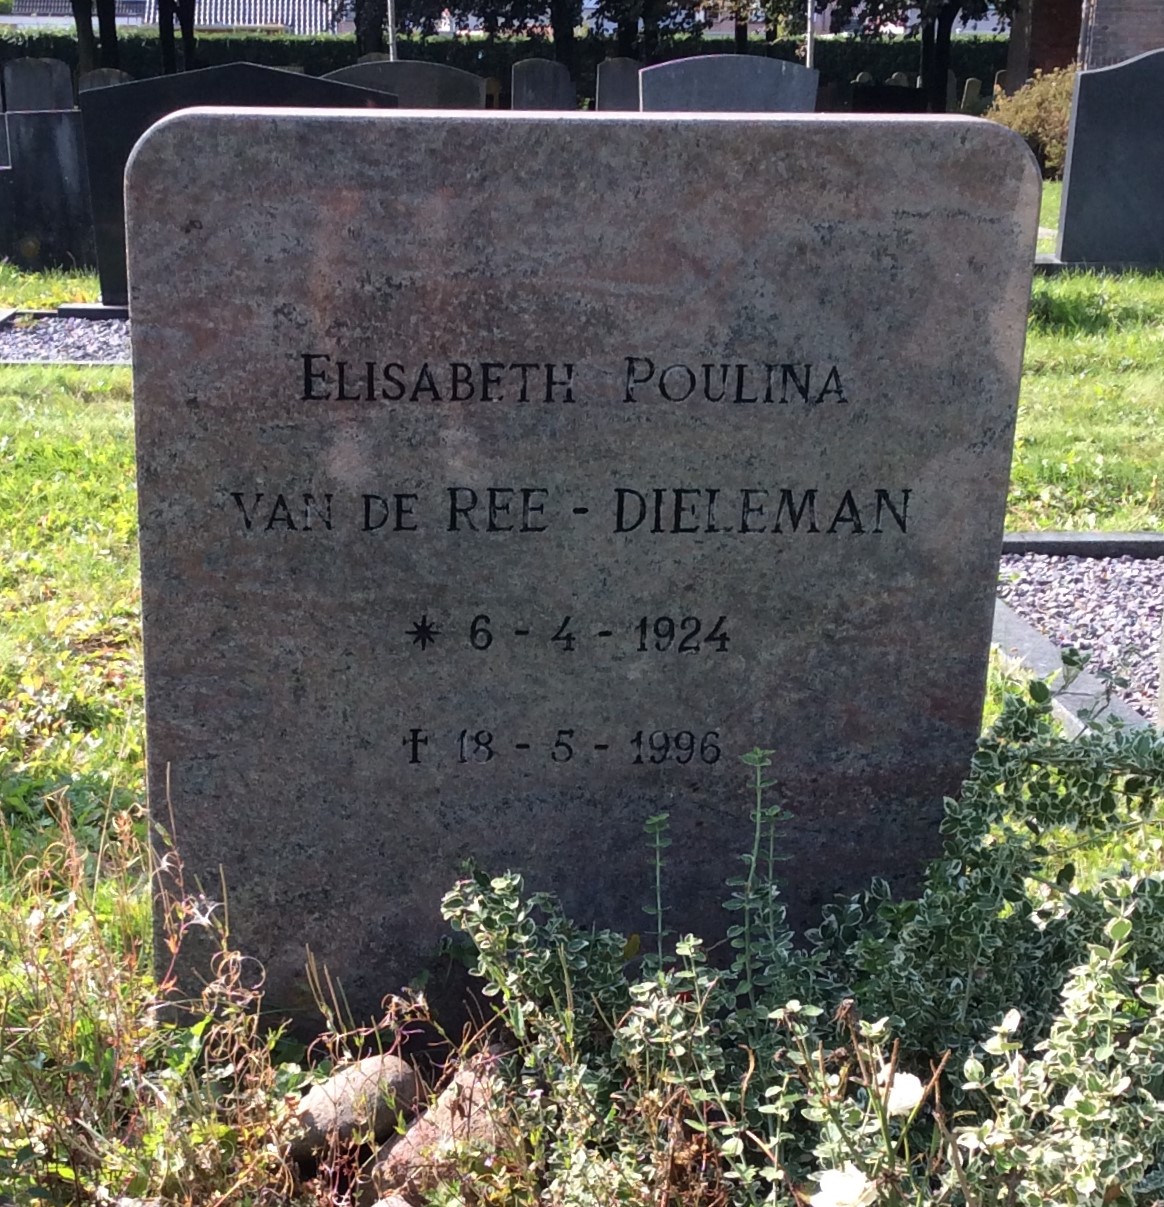 ELISABETH POULINA
VAN DE REE - DIELEMAN
* 6 - 4 - 1924
† 18 - 5 - 1996